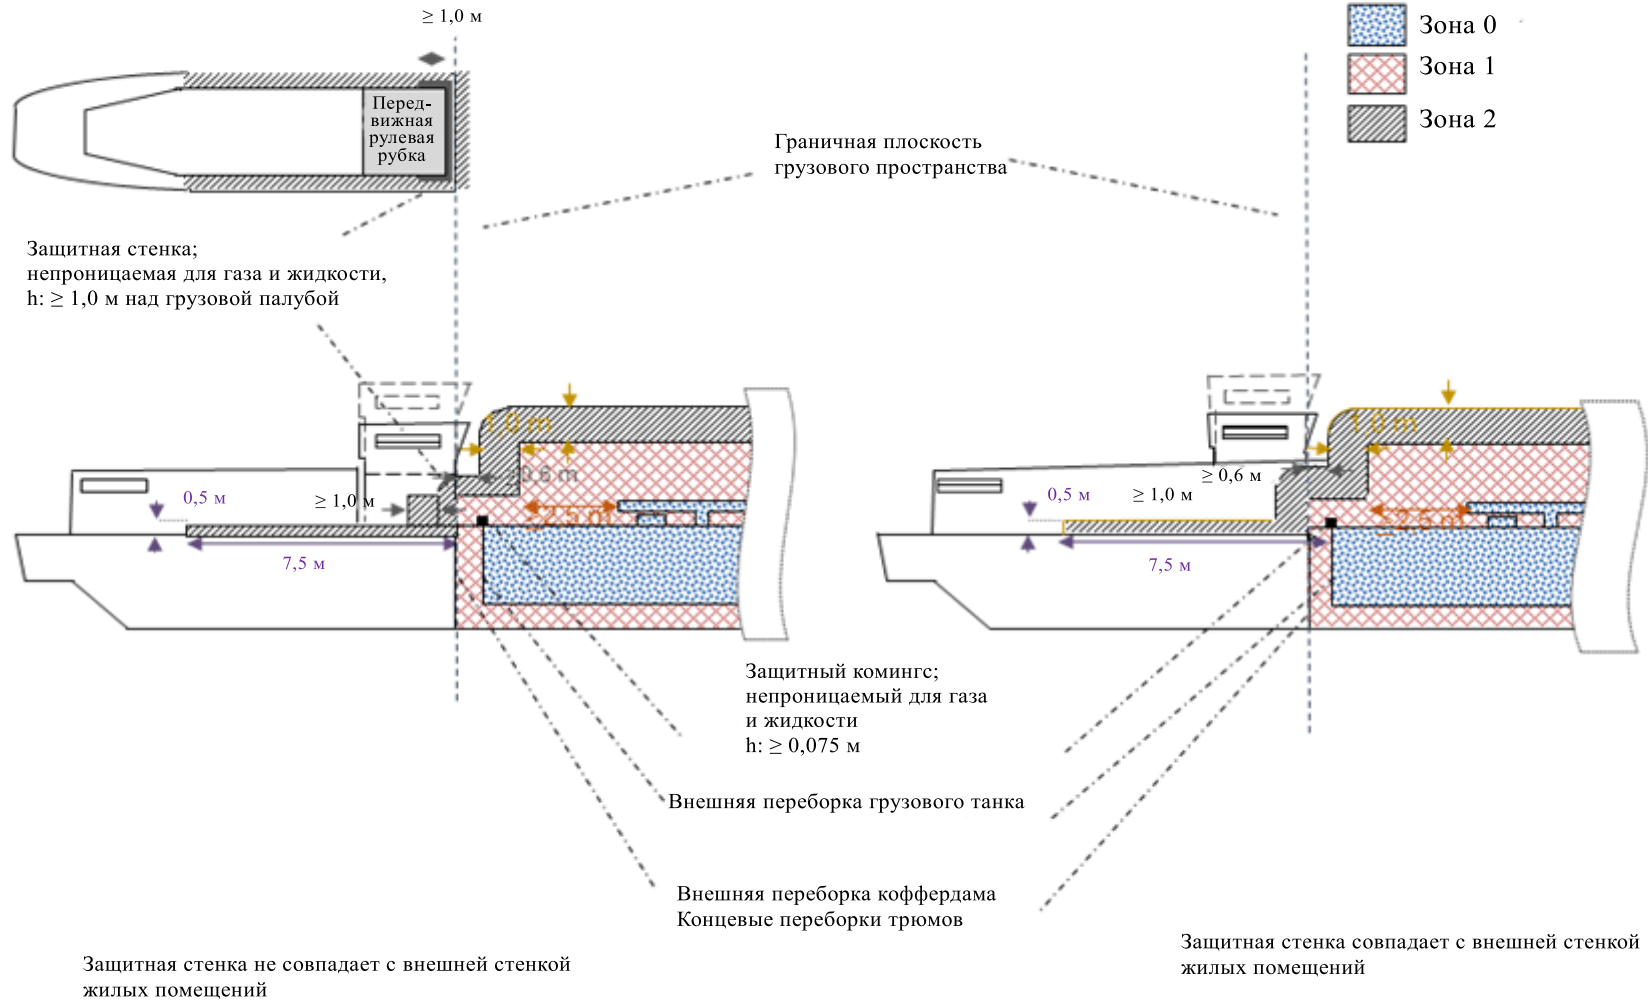 ≥ 1,0 м
Зона 0
Зона 1
Зона 2
Перед-
вижная
рулевая
рубка
Граничная плоскость
грузового пространства
Защитная стенка;
непроницаемая для газа и жидкости,
h: ≥ 1,0 м над грузовой палубой
1,0 m
0,6 m
0,5 м
≥ 1,0 м
≥ 2,5 m
7,5 м
1,0 m
≥ 0,6 м
0,5 м
≥ 1,0 м
≥ 2,5 m
7,5 м
Защитный комингс;
непроницаемый для газа
и жидкости
h: ≥ 0,075 м
Внешняя переборка грузового танка
Внешняя переборка коффердама
Концевые переборки трюмов
Защитная стенка совпадает с внешней стенкой
жилых помещений
Защитная стенка не совпадает с внешней стенкой
жилых помещений